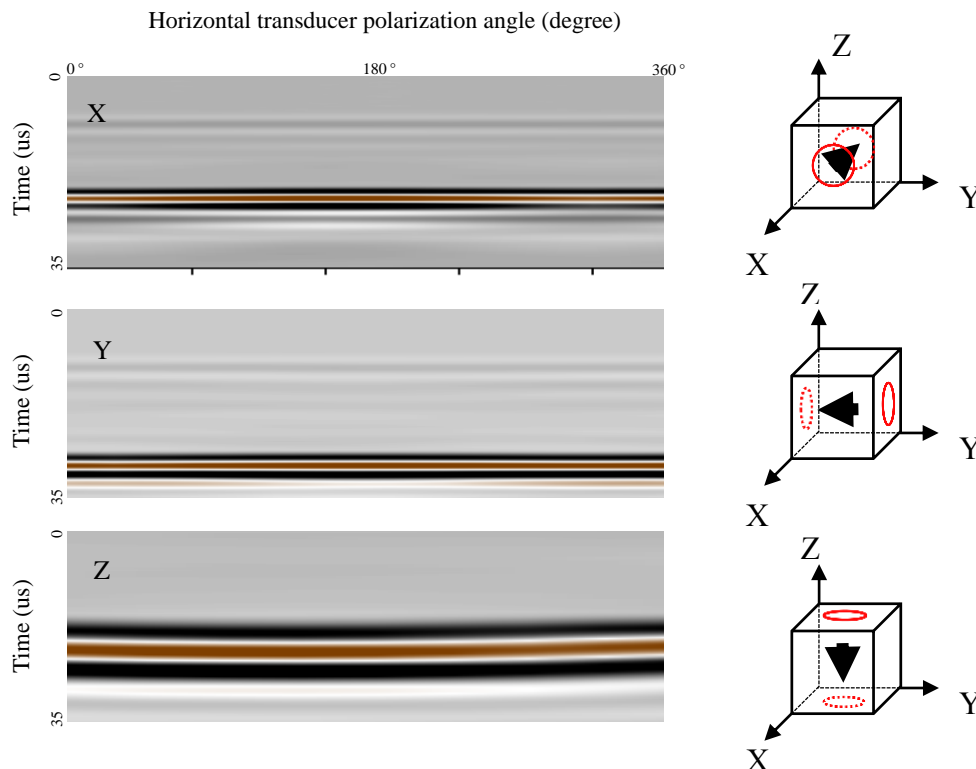 Horizontal transducer polarization angle (degree)
0° 180° 360°
0
X
Time (us)
35
Z
Y
X
0
Y
Time (us)
35
Z
Y
X
0
Z
Time (us)
35
Z
Y
X